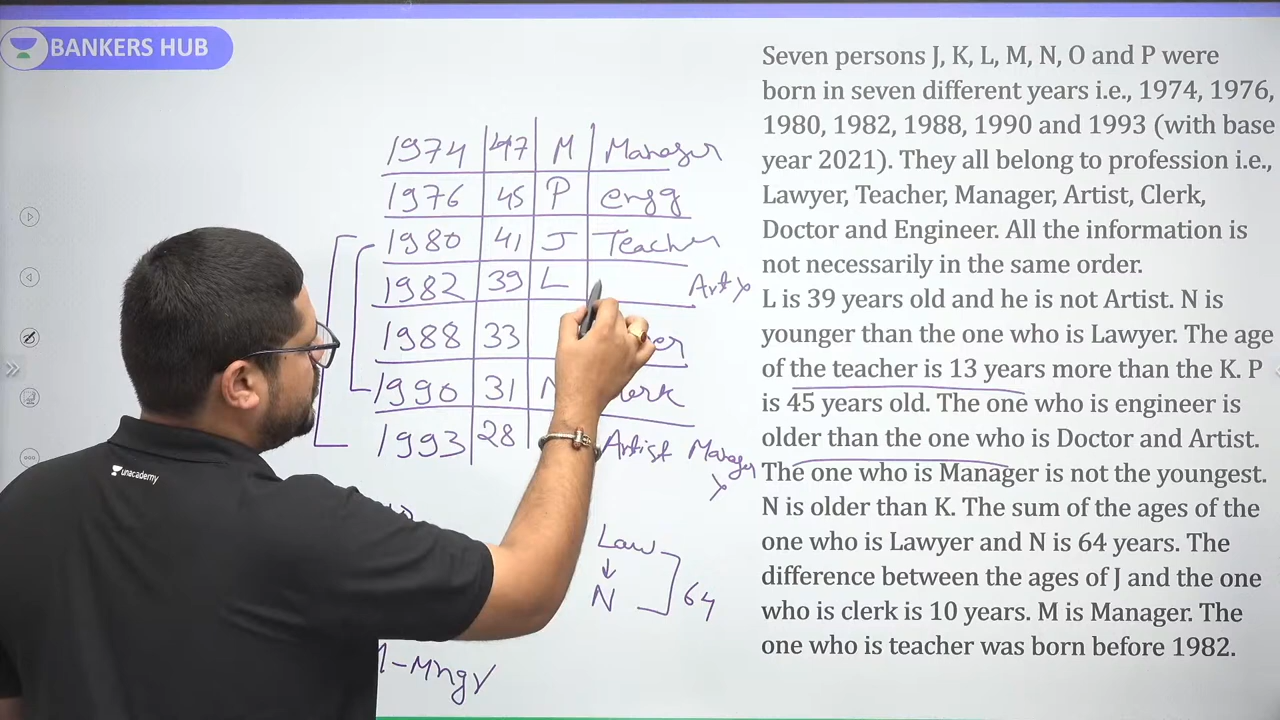 BANKERS HUB
Seven persons J, K, L, M, N, O and P were
born in seven different years i.e., 1974, 1976,
1980, 1982, 1988, 1990 and 1993 (with base
year 2021). They all belong to profession i.e.,
Lawyer, Teacher, Manager, Artist, Clerk,
Doctor and Engineer. All the information is
not necessarily in the same order.
L is 39 years old and he is not Artist. N is
younger than the one who is Lawyer. The age
of the teacher is 13 years more than the K. P
is 45 years old. The one who is engineer is
older than the one who is Doctor and Artist.
The one who is Manager is not the youngest.
N is older than K. The sum of the ages of the
one who is Lawyer and N is 64 years. The
difference between the ages of J and the one
who is clerk is 10 years. M is Manager. The
one who is teacher was born before 1982.
1974 47 M Manager
1976 45 P engg
1980 41 J Teacher
1982 39 L Art x
1988 33
1990 31 N
1993 28 Artist Manager x
Law
↓
N 64
unacademy